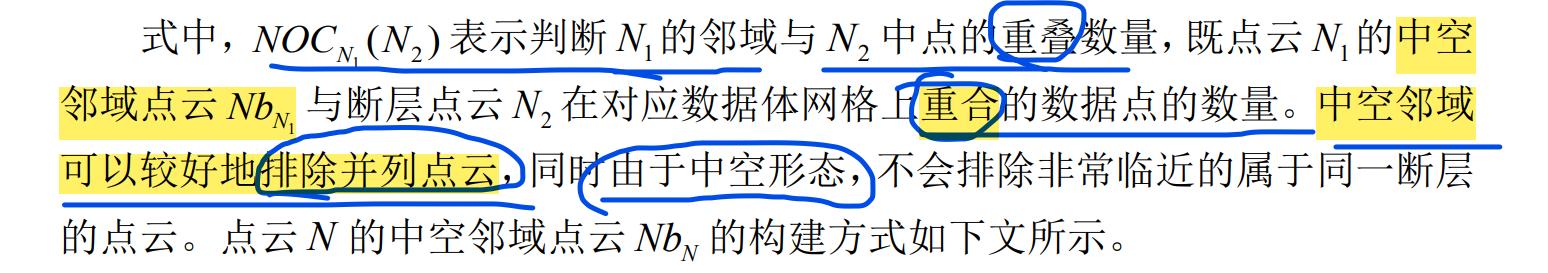 式中，NOC_{N_1}(N_2) 表示判断 N_1 的邻域与 N_2 中点的重叠数量，既点云 N_1 的中空
邻域点云 Nb_{N_1} 与断层点云 N_2 在对应数据体网格上重合的数据点的数量。中空邻域
可以较好地排除并列点云，同时由于中空形态，不会排除非常临近的属于同一断层
的点云。点云 N 的中空邻域点云 Nb_N 的构建方式如下文所示。